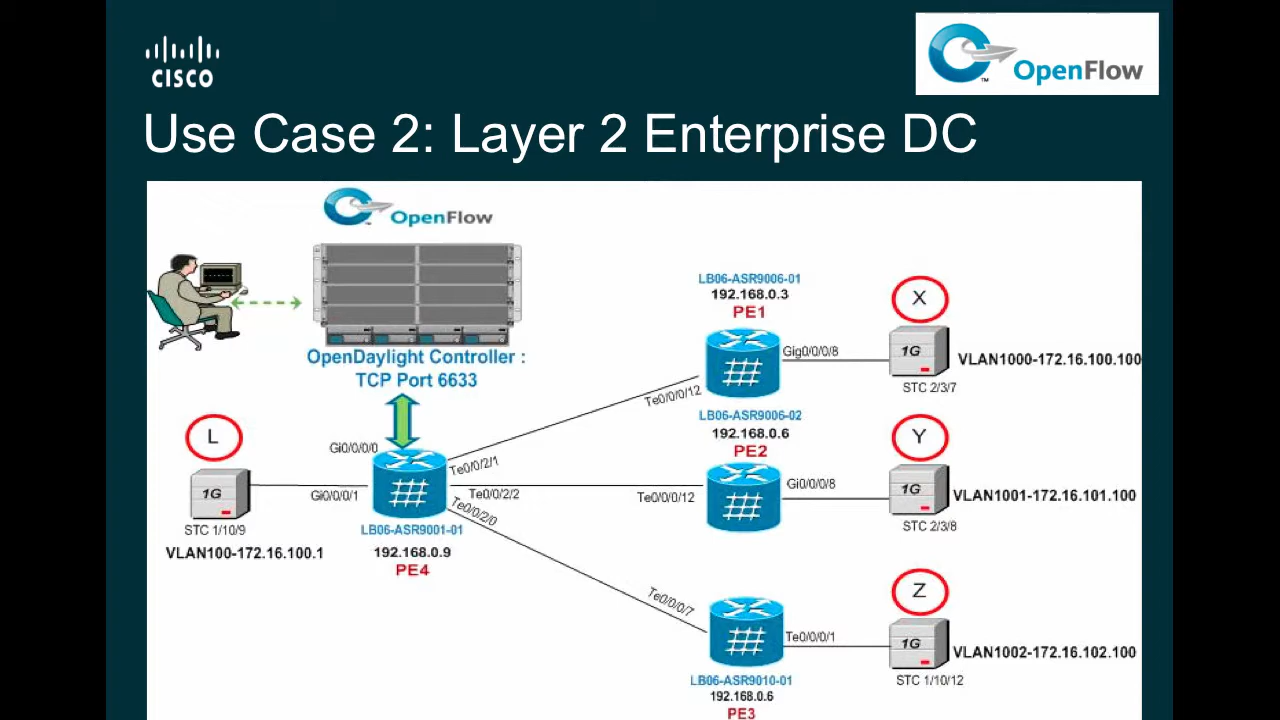 CISCO
OpenFlow
TM
Use Case 2: Layer 2 Enterprise DC
OpenFlow
OpenDaylight Controller :
TCP Port 6633
LB06-ASR9006-01
192.168.0.3
PE1
X
Gig0/0/0/8
1G
VLAN1000-172.16.100.100
STC 2/3/7
Te0/0/0/12
LB06-ASR9006-02
192.168.0.6
PE2
Y
Gi0/0/0/8
1G
VLAN1001-172.16.101.100
STC 2/3/8
Te0/0/0/12
L
Gi0/0/0/0
Te0/0/2/1
1G
Gi0/0/0/1
Te0/0/2/2
Te0/0/2/0
STC 1/10/9
VLAN100-172.16.100.1
LB06-ASR9001-01
192.168.0.9
PE4
Te0/0/0/7
Z
Te0/0/0/1
1G
VLAN1002-172.16.102.100
STC 1/10/12
LB06-ASR9010-01
192.168.0.6
PE3